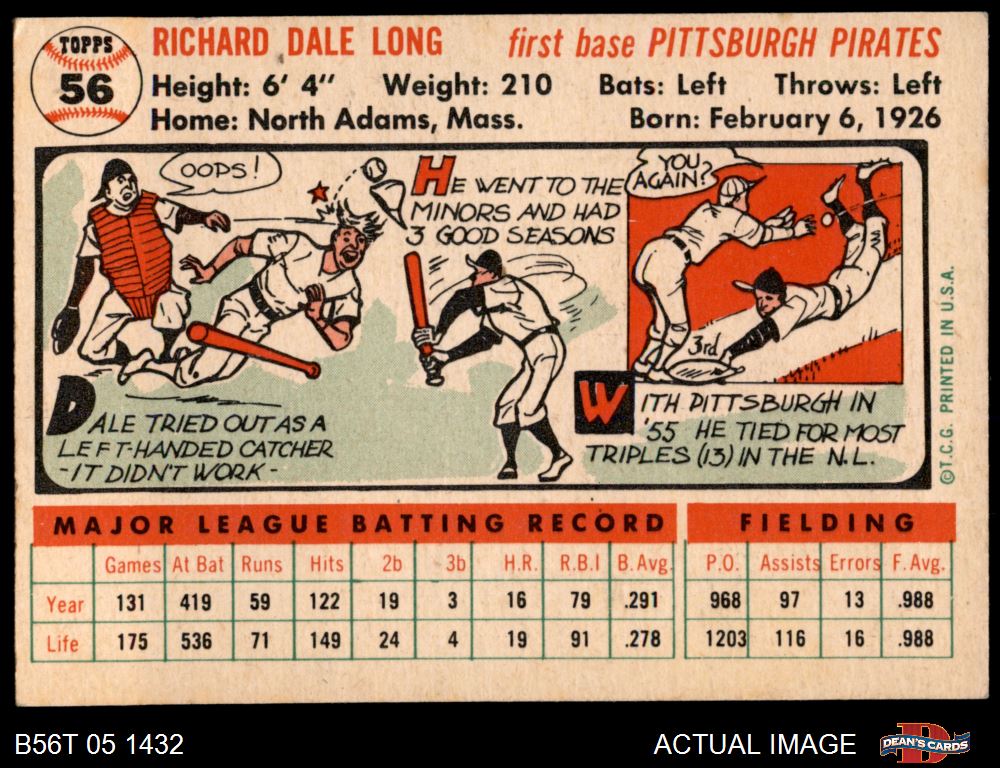 TOPPS
56
RICHARD DALE LONG first base PITTSBURGH PIRATES
Height: 6' 4" Weight: 210 Bats: Left Throws: Left
Home: North Adams, Mass. Born: February 6, 1926
OOPS!
DALE TRIED OUT AS A
LEFT-HANDED CATCHER
-IT DIDN'T WORK-
HE WENT TO THE
MINORS AND HAD
3 GOOD SEASONS
YOU
AGAIN?
3rd
WITH PITTSBURGH IN
'55 HE TIED FOR MOST
TRIPLES (13) IN THE N.L.
©T.C.G. PRINTED IN U.S.A.
MAJOR LEAGUE BATTING RECORD FIELDING
Games At Bat Runs Hits 2b 3b H.R. R.B.I B. Avg. P.O. Assists Errors F. Avg.
Year 131 419 59 122 19 3 16 79 .291 968 97 13 .988
Life 175 536 71 149 24 4 19 91 .278 1203 116 16 .988
B56T 05 1432 ACTUAL IMAGE DEAN'S CARDS